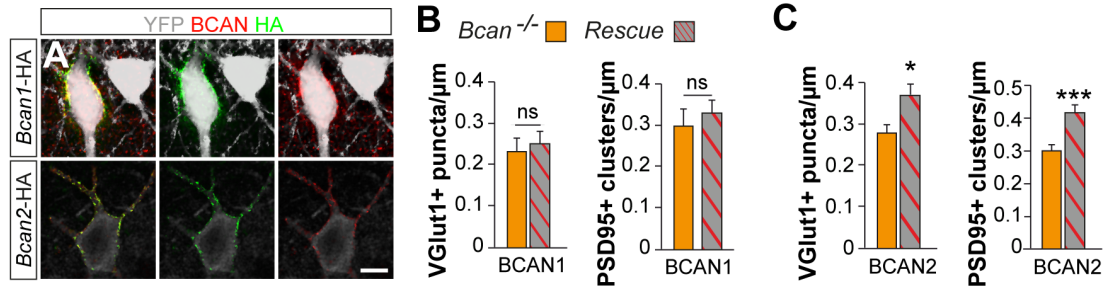 YFP BCAN HA
A
Bcan1-HA
Bcan2-HA
B
Bcan -/-
Rescue
VGlut1+ puncta/µm
0.4
0.3
0.2
0.1
0
ns
BCAN1
PSD95+ clusters/µm
0.4
0.3
0.2
0.1
0
ns
BCAN1
C
VGlut1+ puncta/µm
0.4
0.3
0.2
0.1
0
*
BCAN2
PSD95+ clusters/µm
0.5
0.4
0.3
0.2
0.1
0
***
BCAN2